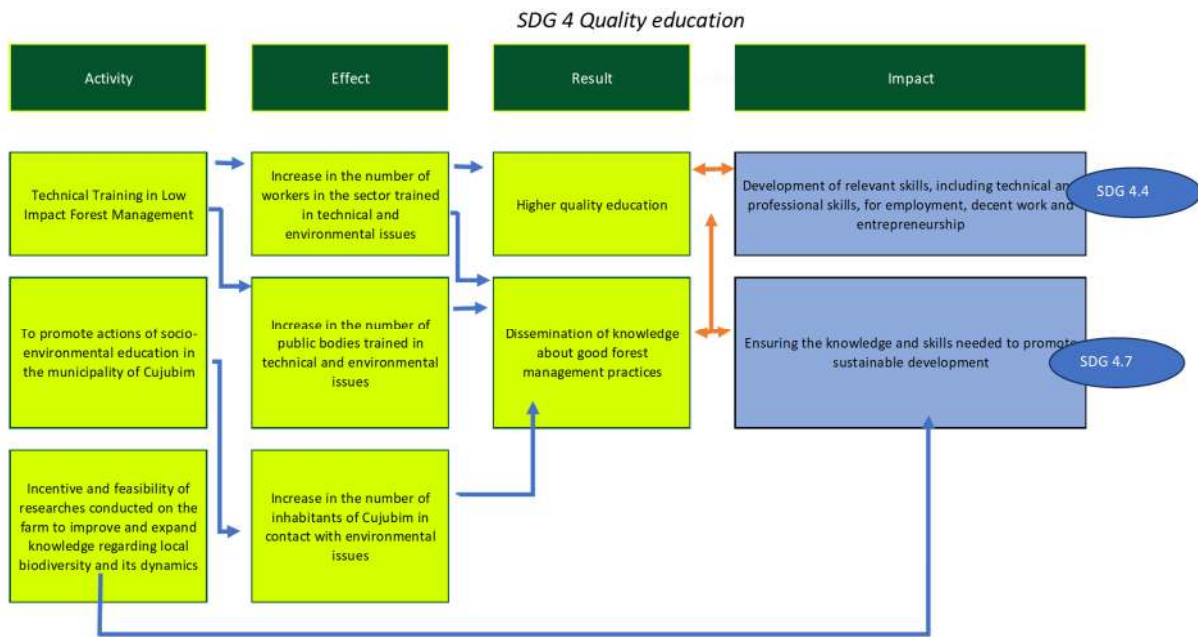 SDG 4 Quality education
Activity
Effect
Result
Impact
Technical Training in Low
Impact Forest Management
Increase in the number of
workers in the sector trained
in technical and
environmental issues
Higher quality education
Development of relevant skills, including technical an
professional skills, for employment, decent work and
entrepreneurship
SDG 4.4
To promote actions of socio-
environmental education in
the municipality of Cujubim
Increase in the number of
public bodies trained in
technical and environmental
issues
Dissemination of knowledge
about good forest
management practices
Ensuring the knowledge and skills needed to promote
sustainable development
SDG 4.7
Incentive and feasibility of
researches conducted on the
farm to improve and expand
knowledge regarding local
biodiversity and its dynamics
Increase in the number of
inhabitants of Cujubim in
contact with environmental
issues